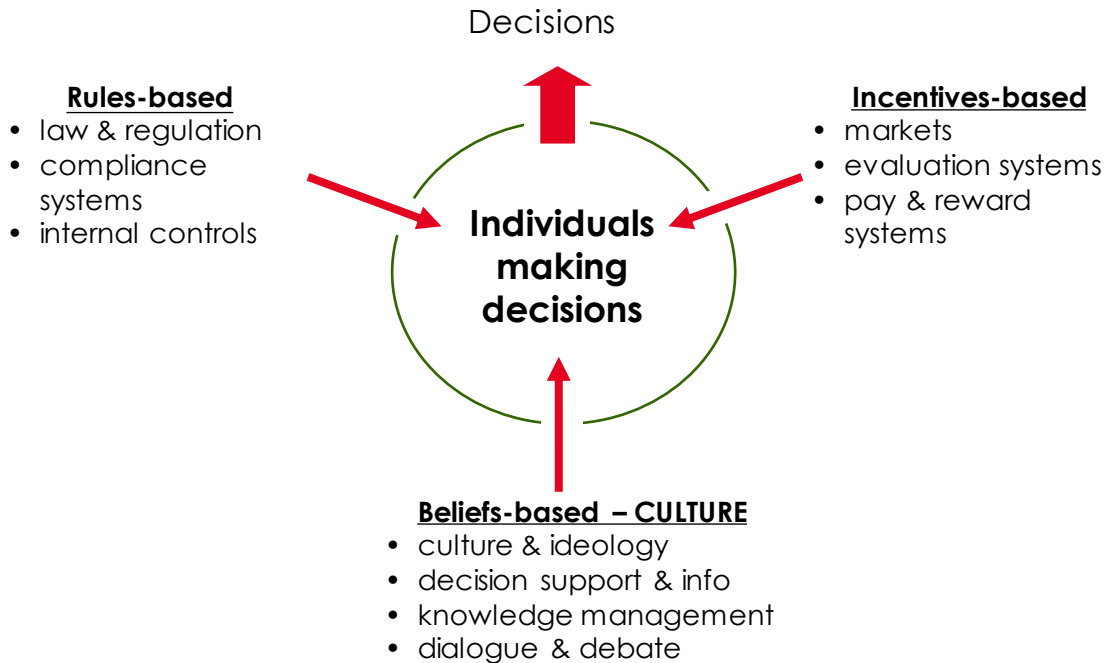 Decisions
Rules-based
• law & regulation
• compliance
systems
• internal controls
Incentives-based
• markets
• evaluation systems
• pay & reward
systems
Individuals
making
decisions
Beliefs-based – CULTURE
• culture & ideology
• decision support & info
• knowledge management
• dialogue & debate